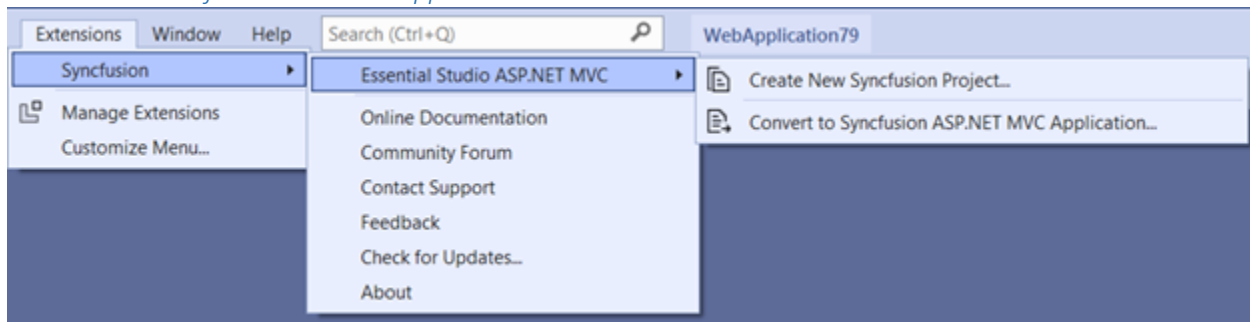 Extensions Window Help Search (Ctrl+Q) WebApplication79
Syncfusion Essential Studio ASP.NET MVC Create New Syncfusion Project...
Manage Extensions Online Documentation Convert to Syncfusion ASP.NET MVC Application...
Customize Menu... Community Forum
Contact Support
Feedback
Check for Updates...
About